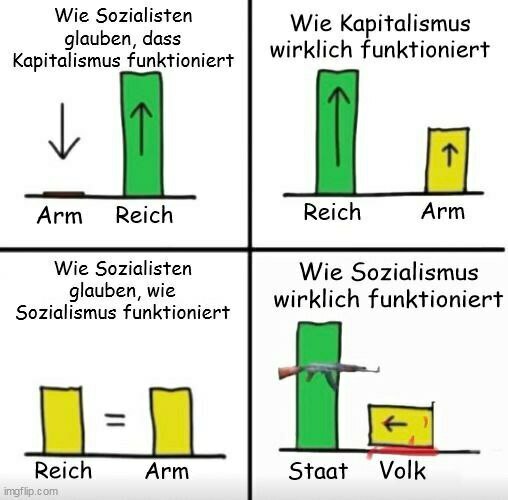 Wie Sozialisten
glauben, dass
Kapitalismus funktioniert
Arm Reich
Wie Kapitalismus
wirklich funktioniert
Reich Arm
Wie Sozialisten
glauben, wie
Sozialismus funktioniert
=
Reich Arm
Wie Sozialismus
wirklich funktioniert
Staat Volk
imgflip.com